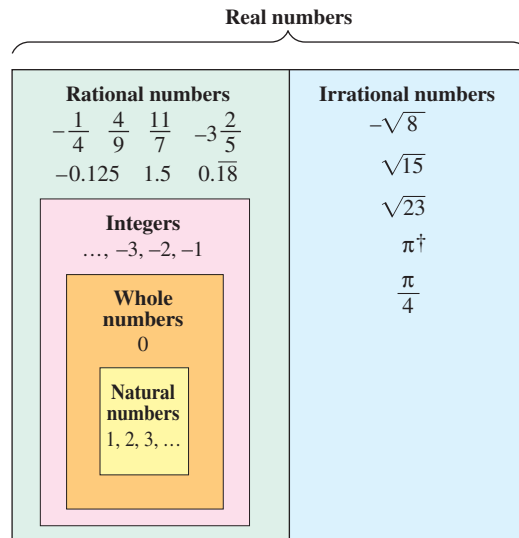 Real numbers
Rational numbers
−1/4 4/9 11/7 −3 2/5
−0.125 1.5 0.1̅8̅
Integers
..., −3, −2, −1
Whole
numbers
0
Natural
numbers
1, 2, 3, ...
Irrational numbers
−√8
√15
√23
π†
π/4